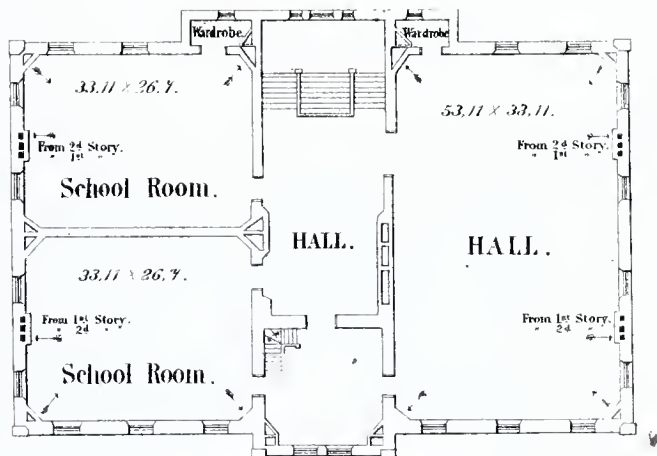 Wardrobe.
Wardrobe
33,11 × 26,7.
53,11 × 33,11.
From 2d Story.
" 1st " "
From 2d Story.
" 1st " "
School Room.
HALL.
HALL.
33,11 × 26,7.
From 1st Story.
" 2d "
From 1st Story.
" 2d "
School Room.